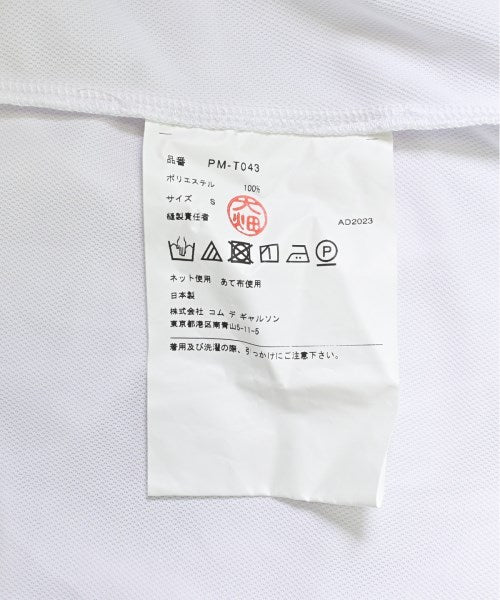 品番 PM-T043
ポリエステル 100%
サイズ S
縫製責任者 大畑
AD2023
P
ネット使用 あて布使用
日本製
株式会社 コム デ ギャルソン
東京都港区南青山5-11-5
着用及び洗濯の際、引っかけにご注意下さい。